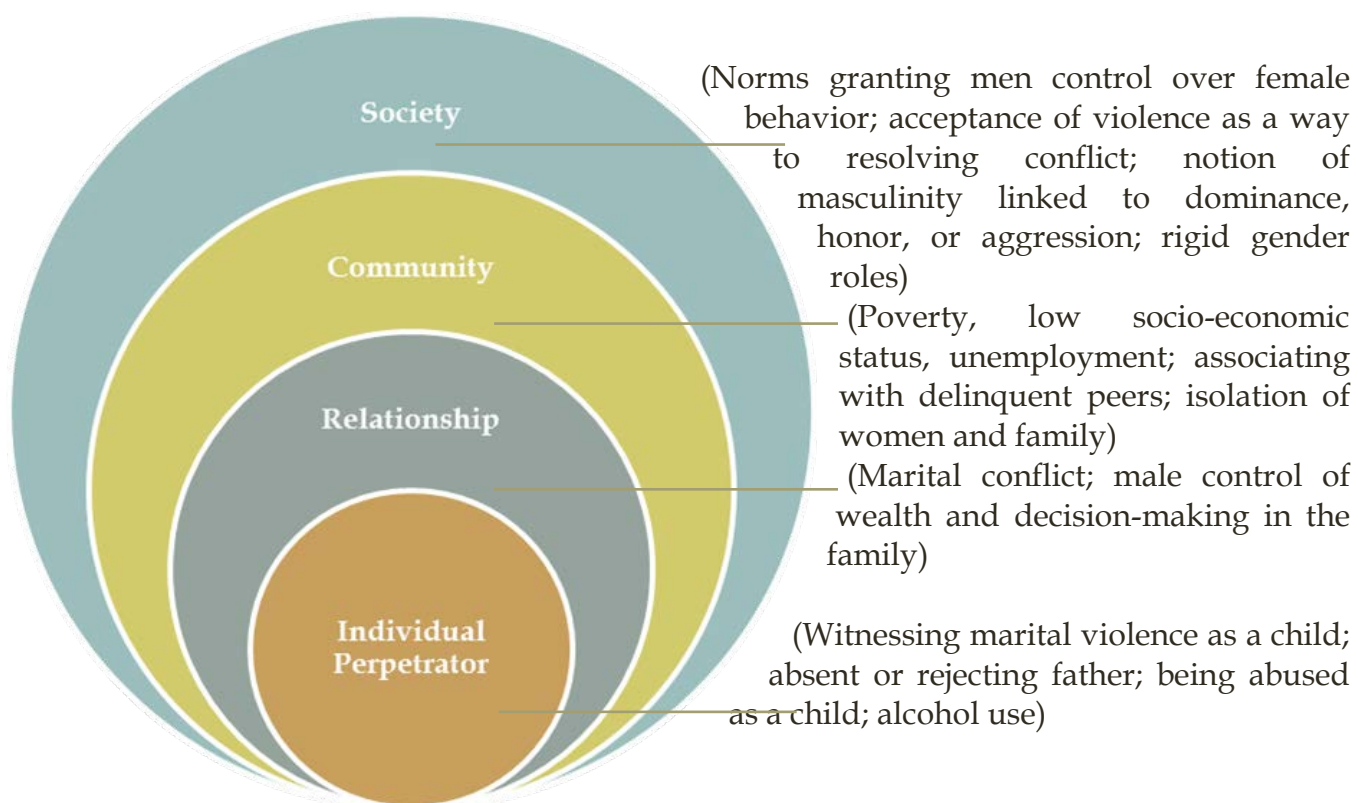 Society
(Norms granting men control over female
behavior; acceptance of violence as a way
to resolving conflict; notion of
masculinity linked to dominance,
honor, or aggression; rigid gender
roles)
Community
(Poverty, low socio-economic
status, unemployment; associating
with delinquent peers; isolation of
women and family)
Relationship
(Marital conflict; male control of
wealth and decision-making in the
family)
Individual
Perpetrator
(Witnessing marital violence as a child;
absent or rejecting father; being abused
as a child; alcohol use)